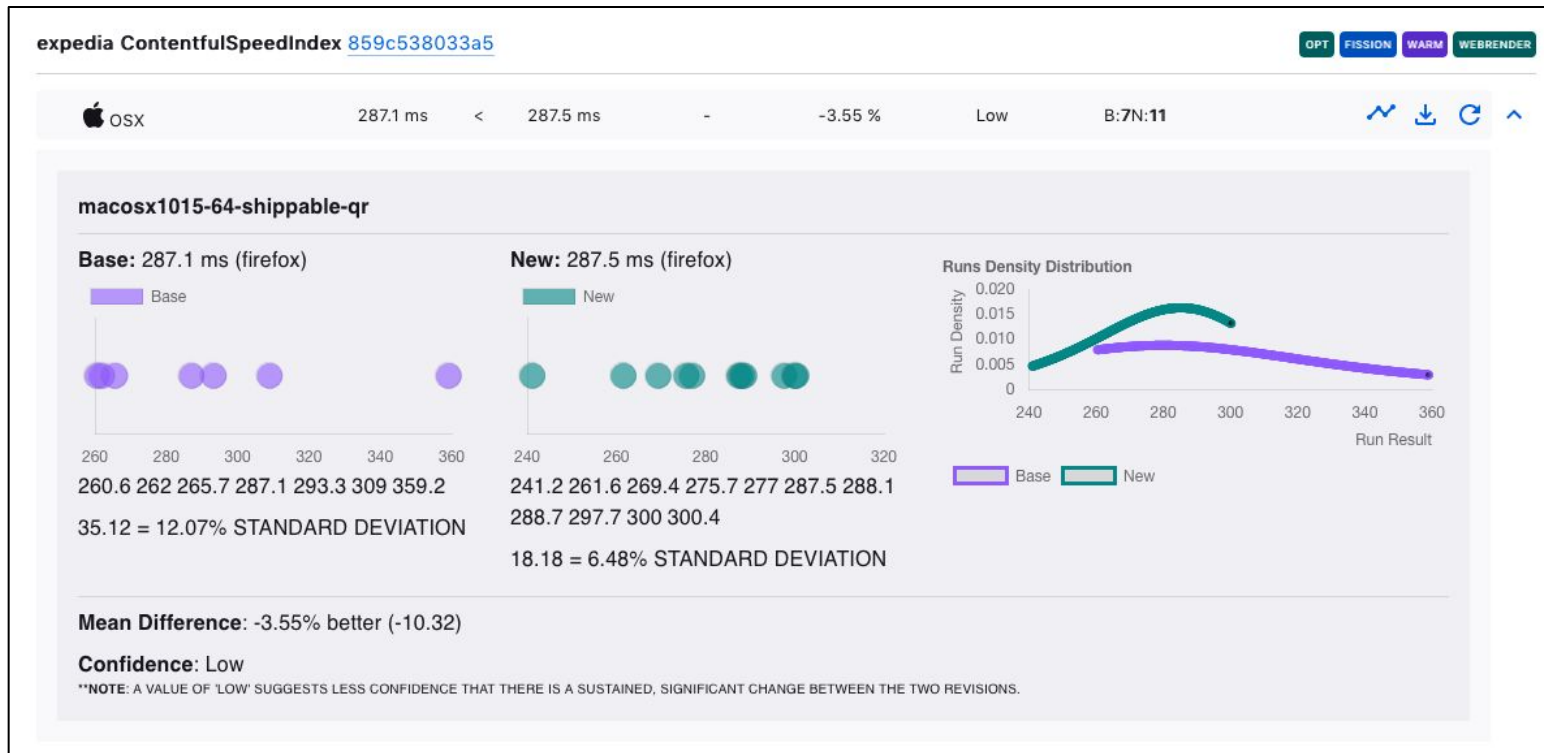 expedia ContentfulSpeedIndex 859c538033a5
OPT FISSION WARM WEBRENDER
OSX 287.1 ms < 287.5 ms - -3.55 % Low B:7N:11
macosx1015-64-shippable-qr
Base: 287.1 ms (firefox)
Base
260 280 300 320 340 360
260.6 262 265.7 287.1 293.3 309 359.2
35.12 = 12.07% STANDARD DEVIATION
New: 287.5 ms (firefox)
New
240 260 280 300 320
241.2 261.6 269.4 275.7 277 287.5 288.1
288.7 297.7 300 300.4
18.18 = 6.48% STANDARD DEVIATION
Runs Density Distribution
Run Density
0.020
0.015
0.010
0.005
0
240 260 280 300 320 340 360
Run Result
Base New
Mean Difference: -3.55% better (-10.32)
Confidence: Low
**NOTE: A VALUE OF 'LOW' SUGGESTS LESS CONFIDENCE THAT THERE IS A SUSTAINED, SIGNIFICANT CHANGE BETWEEN THE TWO REVISIONS.